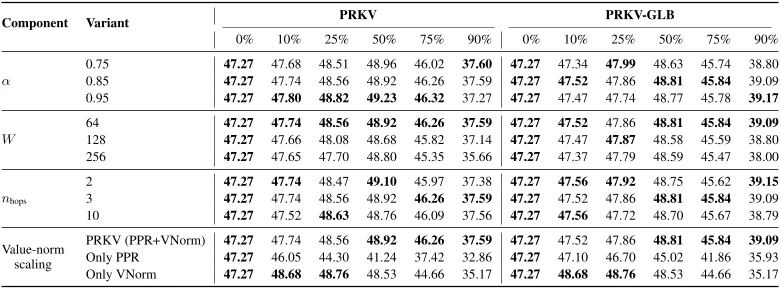 Component Variant PRKV PRKV-GLB
0% 10% 25% 50% 75% 90% 0% 10% 25% 50% 75% 90%
0.75 47.27 47.68 48.51 48.96 46.02 37.60 47.27 47.34 47.99 48.63 45.74 38.80
α 0.85 47.27 47.74 48.56 48.92 46.26 37.59 47.27 47.52 47.86 48.81 45.84 39.09
0.95 47.27 47.80 48.82 49.23 46.32 37.27 47.27 47.47 47.74 48.77 45.78 39.17
64 47.27 47.74 48.56 48.92 46.26 37.59 47.27 47.52 47.86 48.81 45.84 39.09
W 128 47.27 47.66 48.08 48.68 45.82 37.14 47.27 47.47 47.87 48.58 45.59 38.80
256 47.27 47.65 47.70 48.80 45.35 35.66 47.27 47.37 47.79 48.59 45.47 38.00
2 47.27 47.74 48.47 49.10 45.97 37.38 47.27 47.56 47.92 48.75 45.62 39.15
nhops 3 47.27 47.74 48.56 48.92 46.26 37.59 47.27 47.52 47.86 48.81 45.84 39.09
10 47.27 47.52 48.63 48.76 46.09 37.56 47.27 47.56 47.72 48.70 45.67 38.79
Value-norm scaling PRKV (PPR+VNorm) 47.27 47.74 48.56 48.92 46.26 37.59 47.27 47.52 47.86 48.81 45.84 39.09
Only PPR 47.27 46.05 44.30 41.24 37.42 32.86 47.27 47.10 46.70 45.02 41.86 35.93
Only VNorm 47.27 48.68 48.76 48.53 44.66 35.17 47.27 48.68 48.76 48.53 44.66 35.17